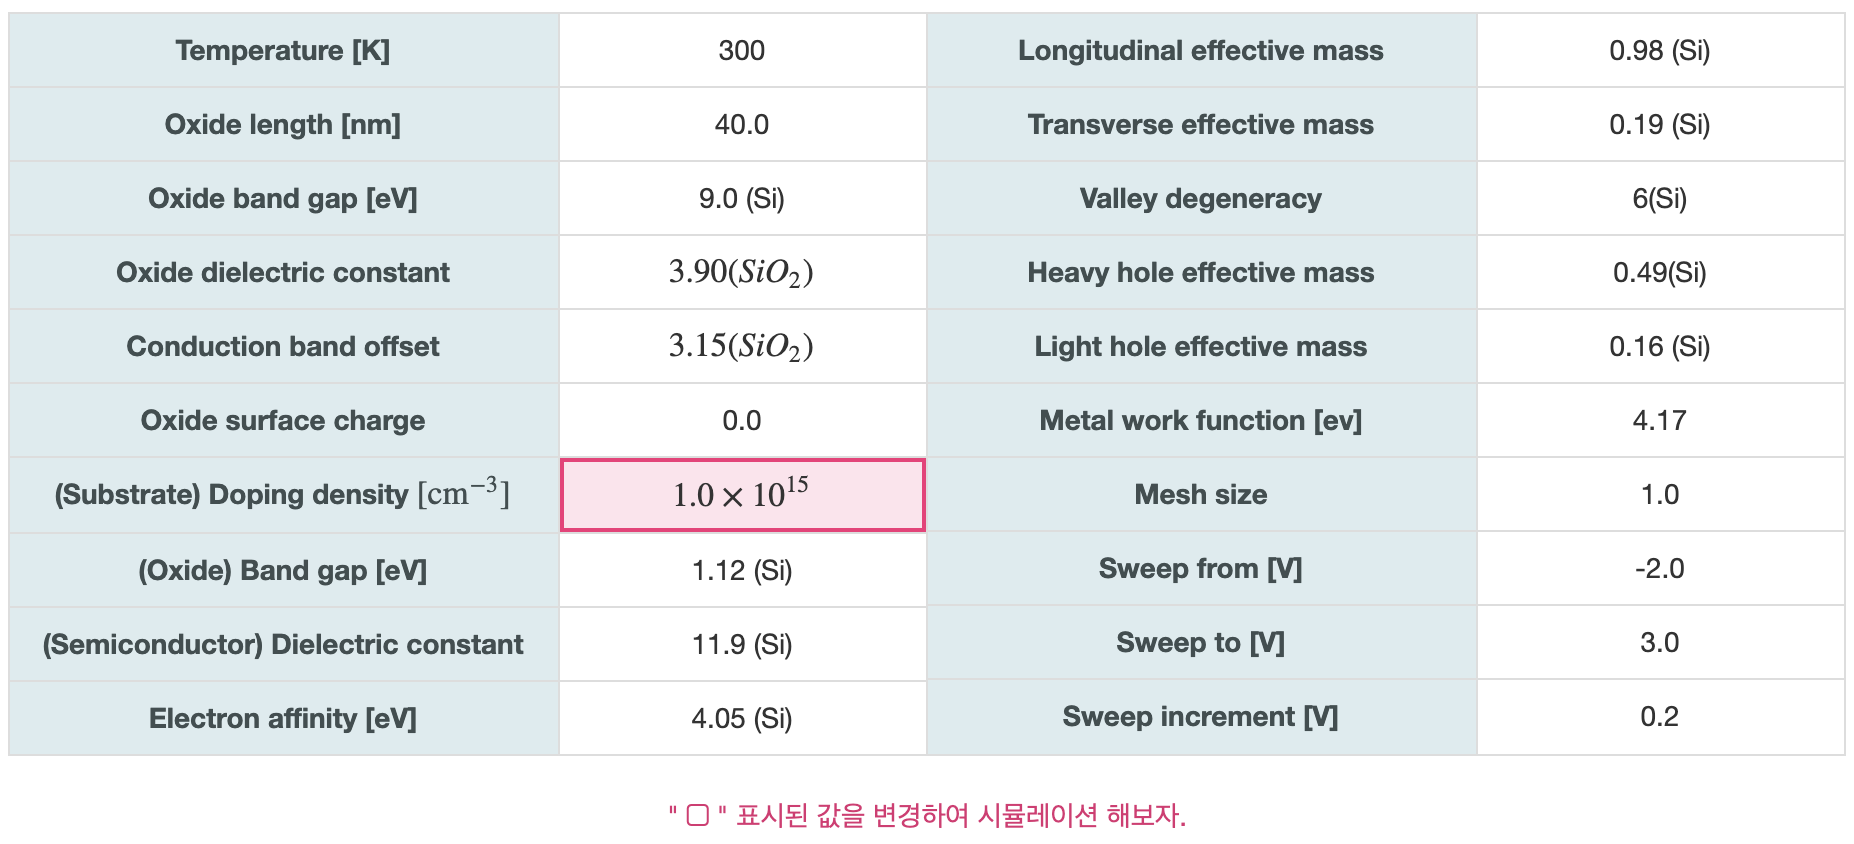 Temperature [K] 300 Longitudinal effective mass 0.98 (Si)
Oxide length [nm] 40.0 Transverse effective mass 0.19 (Si)
Oxide band gap [eV] 9.0 (Si) Valley degeneracy 6(Si)
Oxide dielectric constant 3.90(SiO₂) Heavy hole effective mass 0.49(Si)
Conduction band offset 3.15(SiO₂) Light hole effective mass 0.16 (Si)
Oxide surface charge 0.0 Metal work function [ev] 4.17
(Substrate) Doping density [cm⁻³] 1.0 × 10¹⁵ Mesh size 1.0
(Oxide) Band gap [eV] 1.12 (Si) Sweep from [V] -2.0
(Semiconductor) Dielectric constant 11.9 (Si) Sweep to [V] 3.0
Electron affinity [eV] 4.05 (Si) Sweep increment [V] 0.2
" ▢ " 표시된 값을 변경하여 시뮬레이션 해보자.